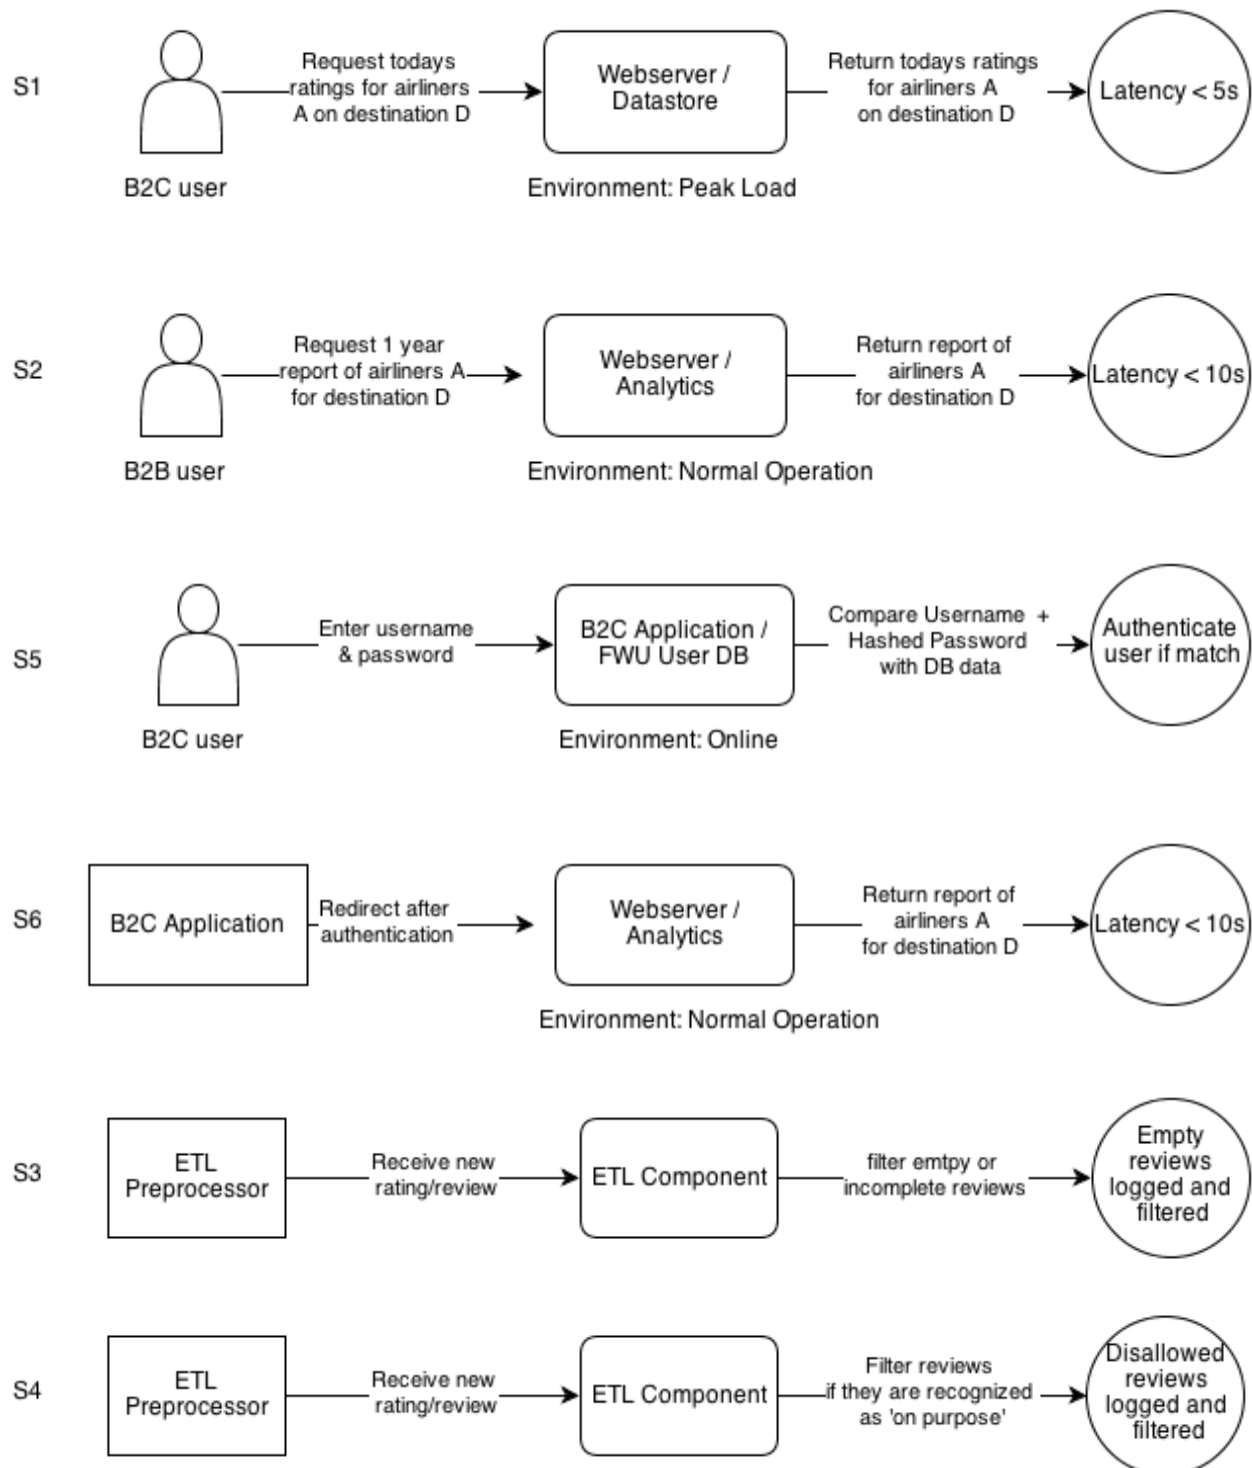 S1
B2C user
Request todays
ratings for airliners
A on destination D
Webserver /
Datastore
Environment: Peak Load
Return todays ratings
for airliners A
on destination D
Latency < 5s
S2
B2B user
Request 1 year
report of airliners A
for destination D
Webserver /
Analytics
Environment: Normal Operation
Return report of
airliners A
for destination D
Latency < 10s
S5
B2C user
Enter username
& password
B2C Application /
FWU User DB
Environment: Online
Compare Username +
Hashed Password
with DB data
Authenticate
user if match
S6
B2C Application
Redirect after
authentication
Webserver /
Analytics
Environment: Normal Operation
Return report of
airliners A
for destination D
Latency < 10s
S3
ETL
Preprocessor
Receive new
rating/review
ETL Component
filter emtpy or
incomplete reviews
Empty
reviews
logged and
filtered
S4
ETL
Preprocessor
Receive new
rating/review
ETL Component
Filter reviews
if they are recognized
as 'on purpose'
Disallowed
reviews
logged and
filtered